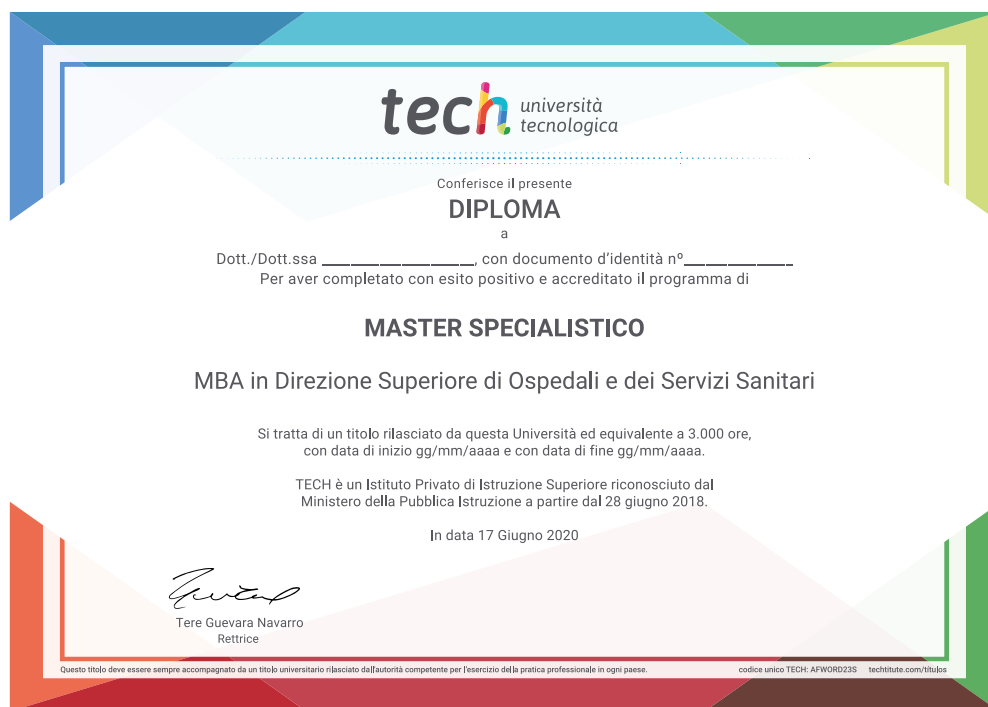 tech università
tecnologica
Conferisce il presente
DIPLOMA
a
Dott./Dott.ssa ____________________, con documento d'identità nº______________
Per aver completato con esito positivo e accreditato il programma di
MASTER SPECIALISTICO
MBA in Direzione Superiore di Ospedali e dei Servizi Sanitari
Si tratta di un titolo rilasciato da questa Università ed equivalente a 3.000 ore,
con data di inizio gg/mm/aaaa e con data di fine gg/mm/aaaa.
TECH è un Istituto Privato di Istruzione Superiore riconosciuto dal
Ministero della Pubblica Istruzione a partire dal 28 giugno 2018.
In data 17 Giugno 2020
Tere Guevara Navarro
Rettrice
Questo titolo deve essere sempre accompagnato da un titolo universitario rilasciato dall'autorità competente per l'esercizio della pratica professionale in ogni paese. codice unico TECH: AFWORD23S techtitute.com/titulos